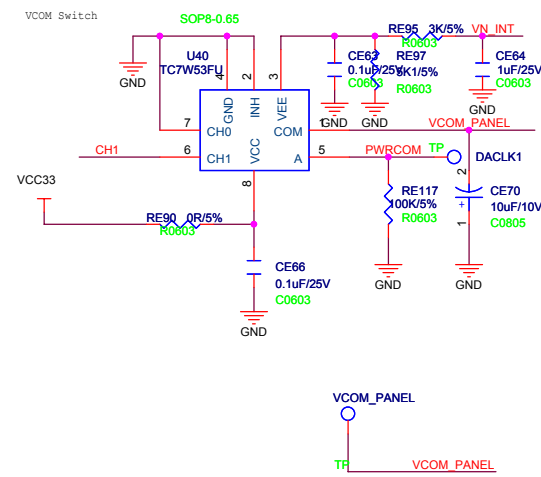 VCOM Switch
SOP8-0.65
RE95 3K/5% VN_INT
R0603
U40
TC7W53FU
CE63
0.1uF/25V
C0603
RE97
5K1/5%
R0603
CE64
1uF/25V
C0603
GND
4 2 3
GND INH VEE
GND GND GND
7 CH0 COM 1 VCOM_PANEL
CH1 6 CH1 VCC A 5 PWRCOM TP DACLK1
8
VCC33
2
RE117
100K/5%
R0603
CE70
10uF/10V
C0805
+
1
RE90 0R/5%
R0603
CE66
0.1uF/25V
C0603
GND GND
GND
VCOM_PANEL
TP VCOM_PANEL